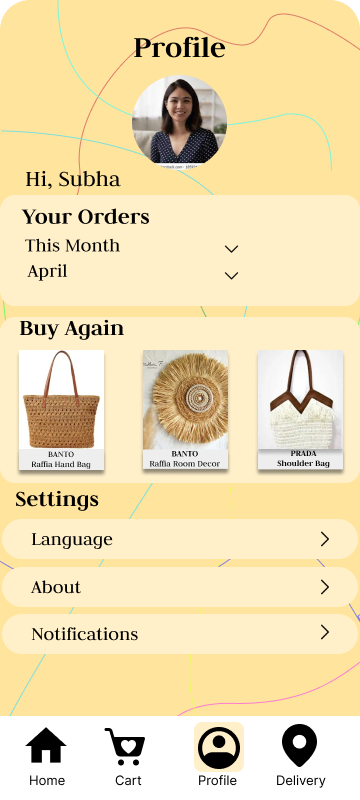 Profile
Hi, Subha
Your Orders
This Month
April
Buy Again
BANTO
Raffia Hand Bag
BANTO
Raffia Room Decor
PRADA
Shoulder Bag
Settings
Language
About
Notifications
Home
Cart
Profile
Delivery